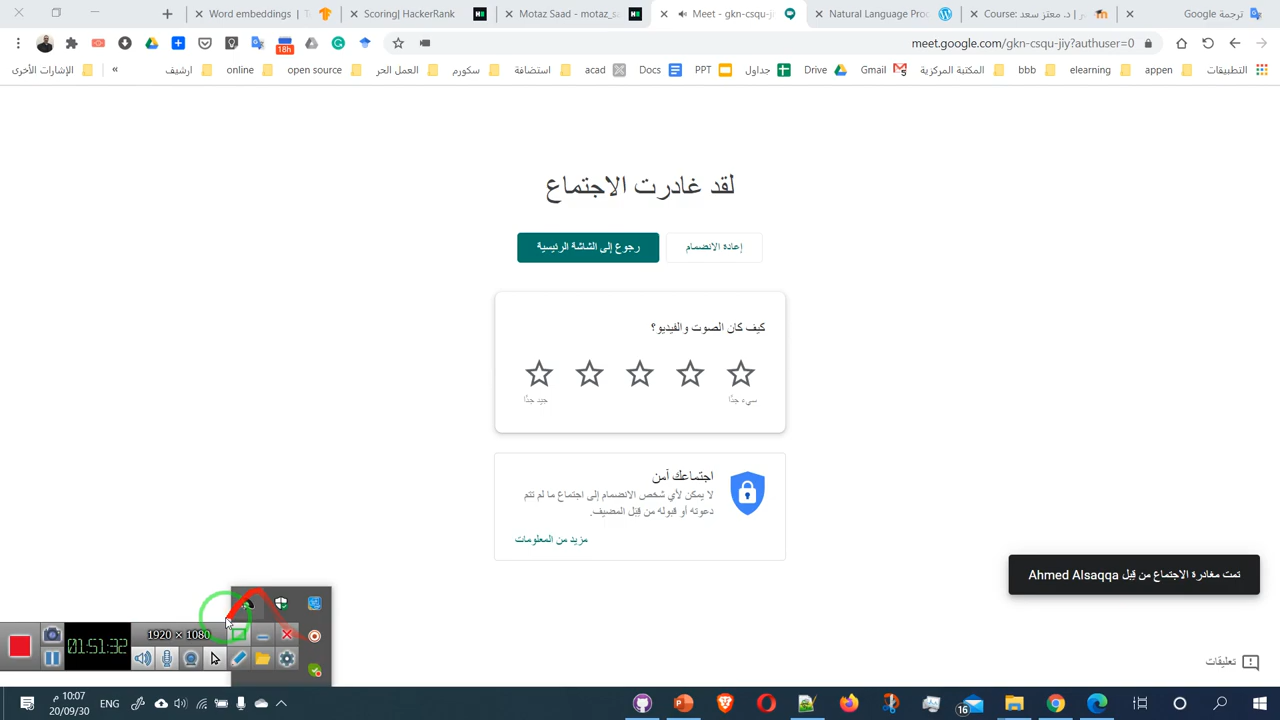 ترجمة Google
Course: د. معتز سعد | ر
Natural Language Proc
Meet - gkn-csqu-jiy
Motaz Saad - motaz_s
Scoring| HackerRank
Word embeddings | T
meet.google.com/gkn-csqu-jiy?authuser=0
18h
التطبيقات
appen
elearning
bbb
المكتبة المركزية
Gmail
Drive
جداول
PPT
Docs
acad
استضافة
سكورم
العمل الحر
open source
online
ارشيف
»
الإشارات الأخرى
لقد غادرت الاجتماع
إعادة الانضمام
رجوع إلى الشاشة الرئيسية
كيف كان الصوت والفيديو؟
سيء جدًا
جيد جدًا
اجتماعك آمن
لا يمكن لأي شخص الانضمام إلى اجتماع ما لم تتم
دعوته أو قبوله من قِبَل المضيف.
مزيد من المعلومات
تمت مغادرة الاجتماع من قِبل Ahmed Alsaqqa
1920 × 1080
01:51:32
تعليقات
10:07 م
ENG
20/09/30
16